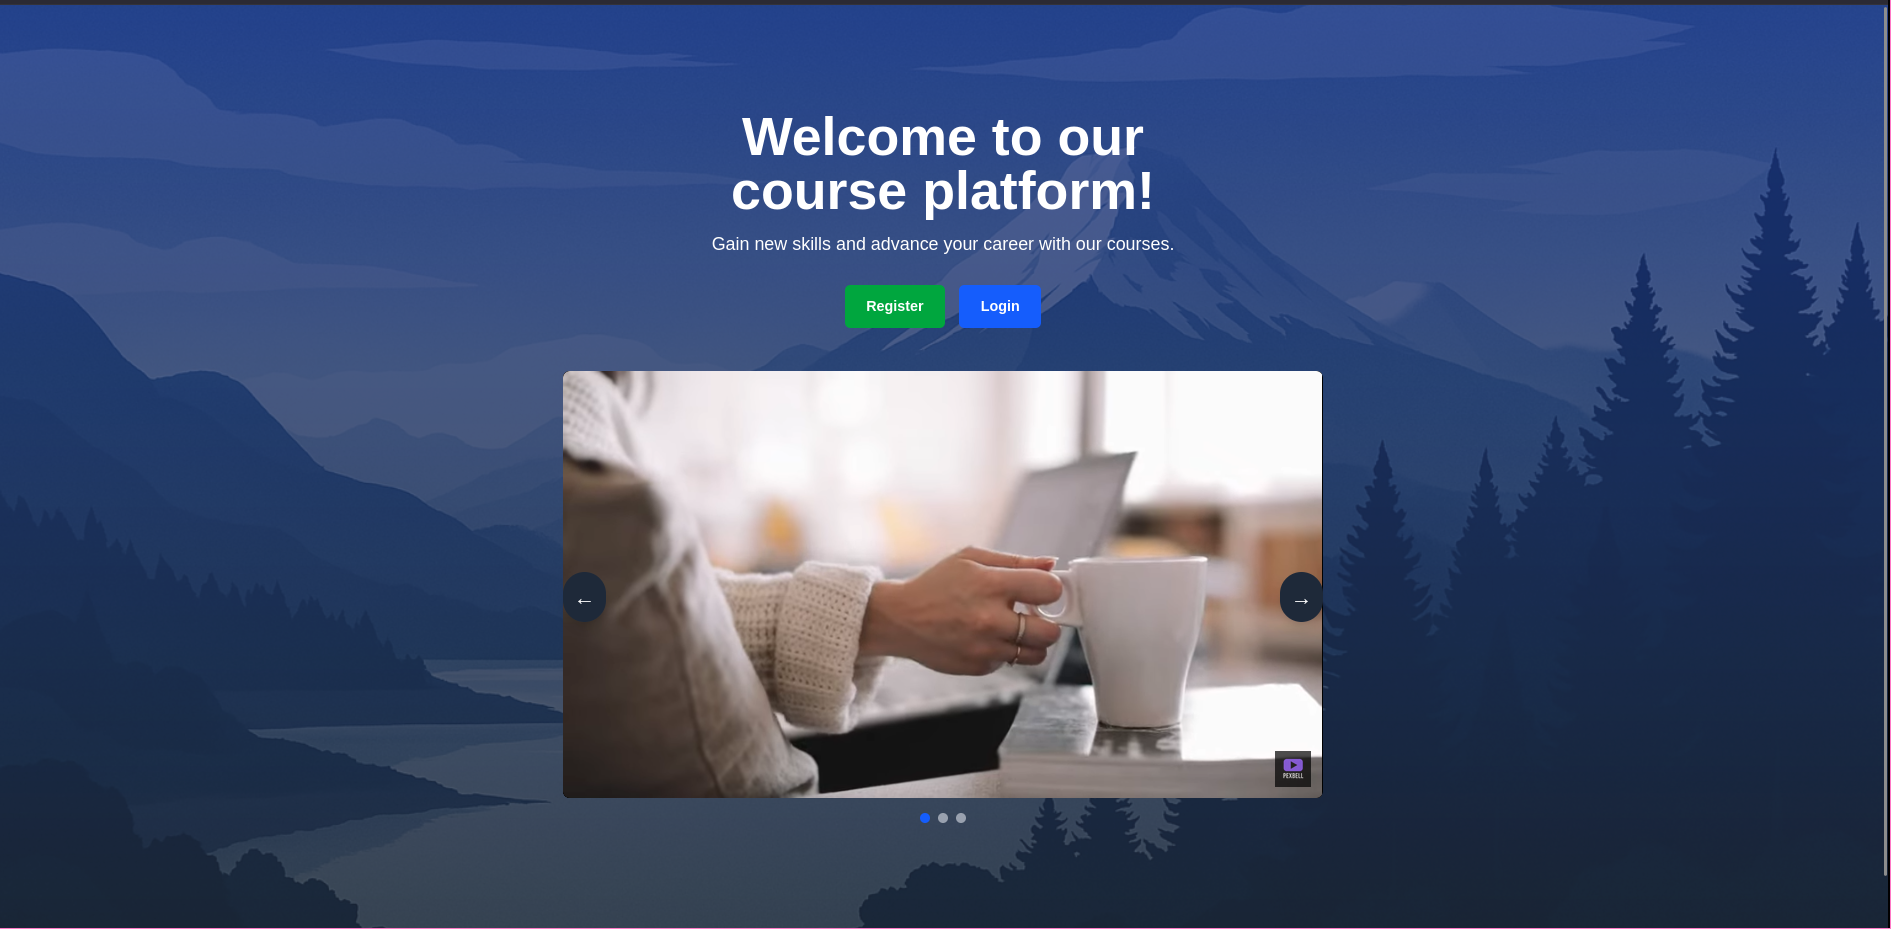 Welcome to our
course platform!
Gain new skills and advance your career with our courses.
Register Login
← →
PEXBELL